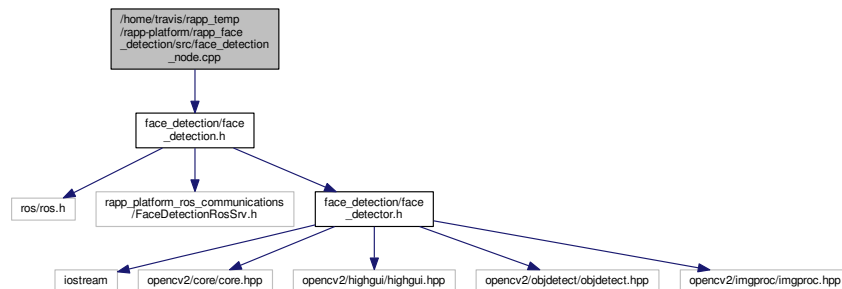 /home/travis/rapp_temp
/rapp-platform/rapp_face
_detection/src/face_detection
_node.cpp
face_detection/face
_detection.h
ros/ros.h
rapp_platform_ros_communications
/FaceDetectionRosSrv.h
face_detection/face
_detector.h
iostream
opencv2/core/core.hpp
opencv2/highgui/highgui.hpp
opencv2/objdetect/objdetect.hpp
opencv2/imgproc/imgproc.hpp